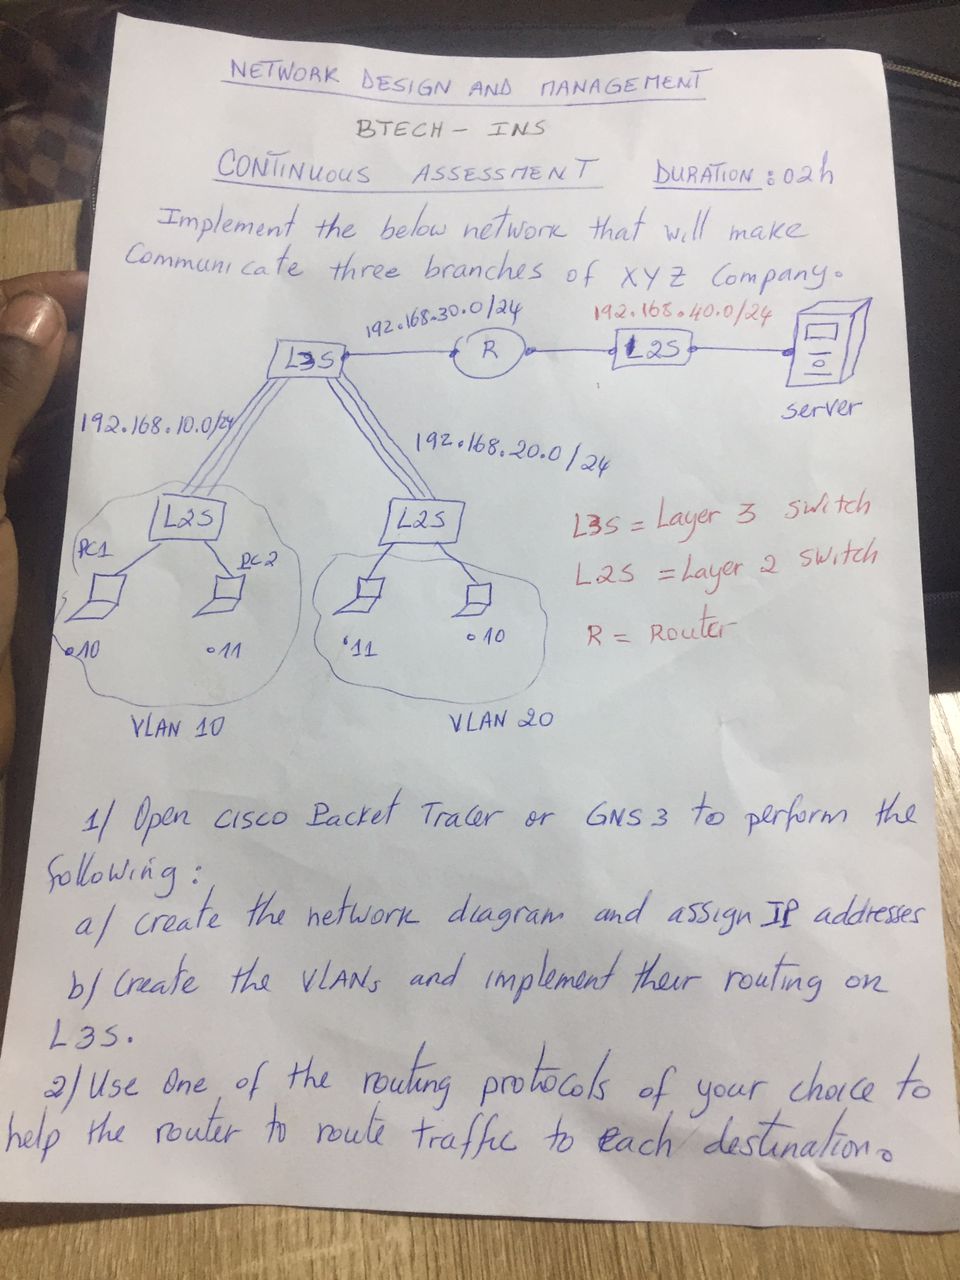 NETWORK DESIGN AND MANAGEMENT
BTECH - INS
CONTINUOUS ASSESSMENT DURATION : 02h
Implement the below network that will make
Communicate three branches of XYZ Company.
192.168.30.0/24
192.168.40.0/24
L3S
R
L2S
server
192.168.10.0/24
192.168.20.0/24
L2S
L2S
PC1
PC2
.10
.11
.11
.10
VLAN 10
VLAN 20
L3S = Layer 3 switch
L2S = Layer 2 switch
R = Router
1/ Open CISCO Packet Tracer or GNS3 to perform the
following :
a/ create the network diagram and assign IP addresses
b/ Create the VLANs and implement their routing on
L3S.
2/ Use One of the routing protocols of your choice to
help the router to route traffic to each destination.